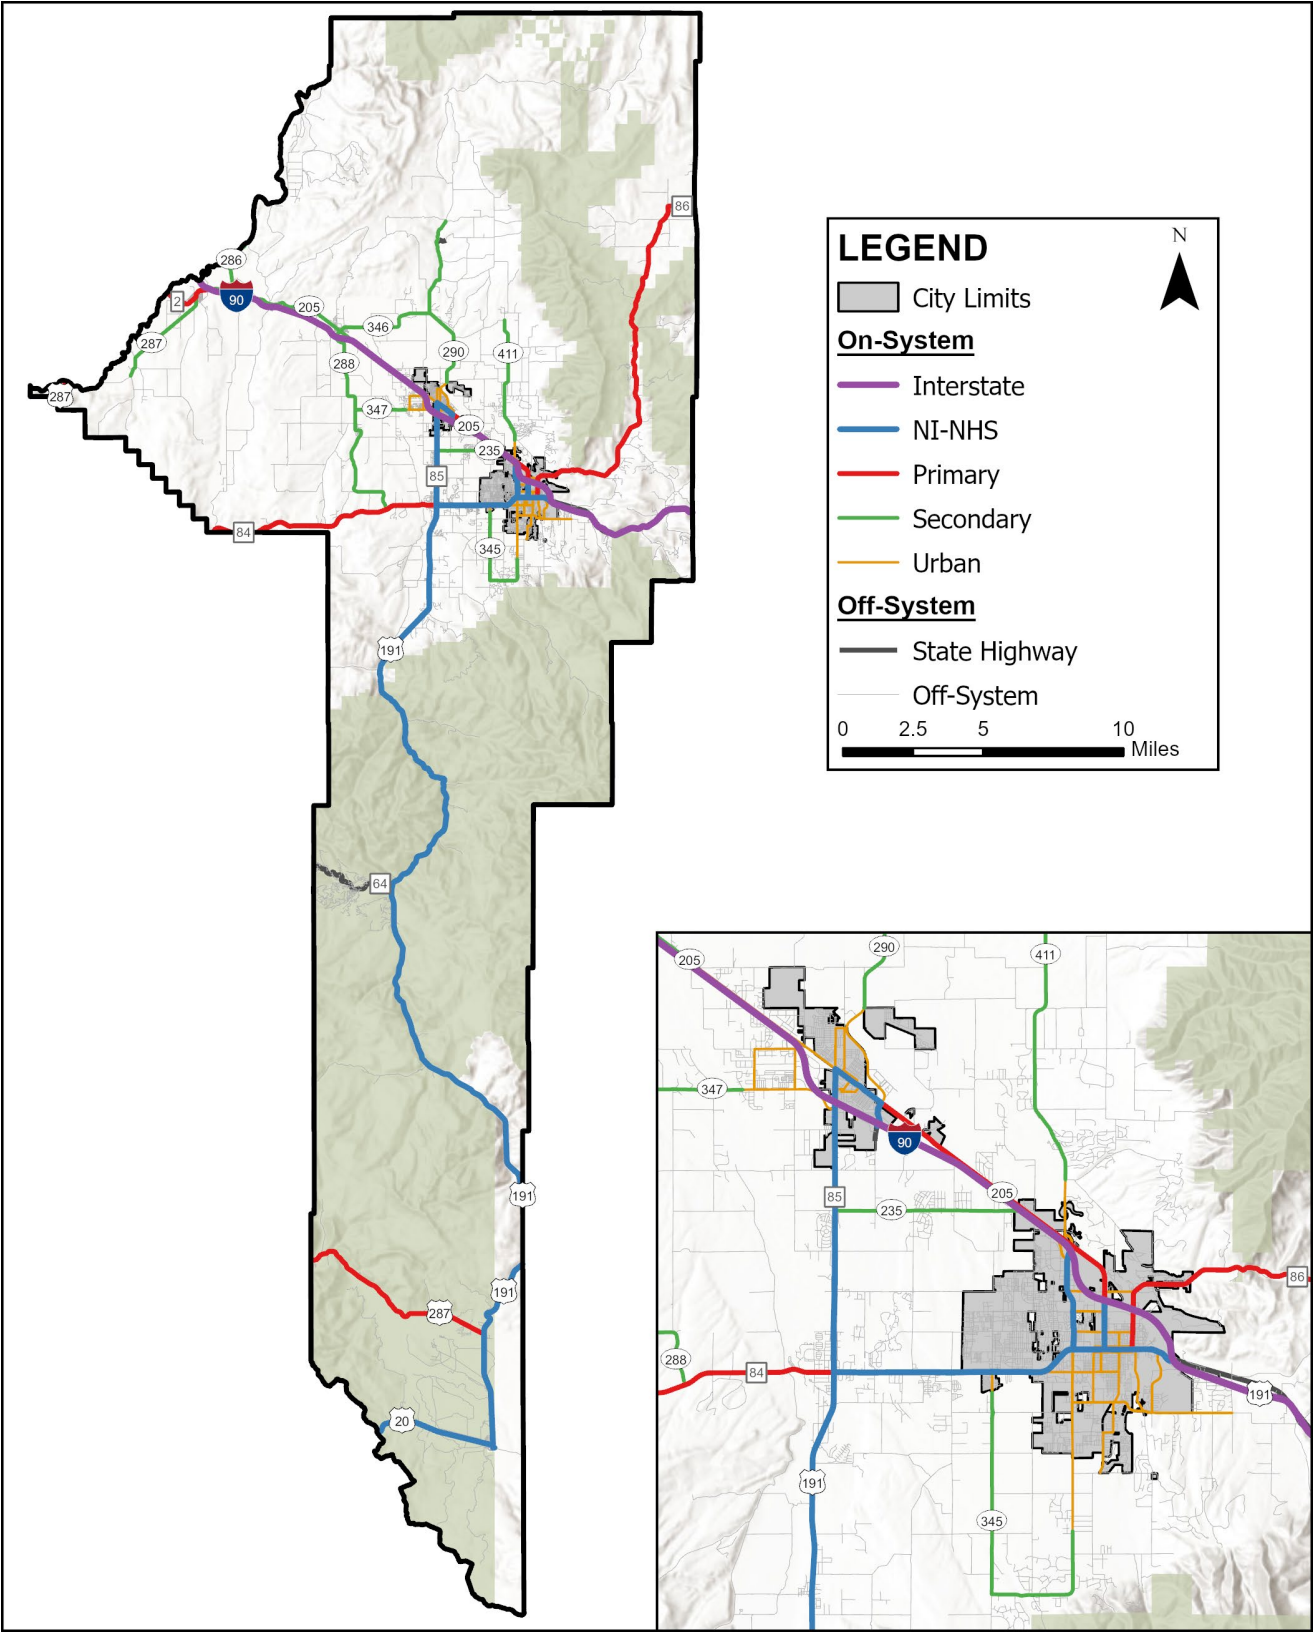 86
286
2
90
205
287
346
288
290
411
287
347
205
235
85
84
345
191
64
191
191
287
20
LEGEND
N
City Limits
On-System
Interstate
NI-NHS
Primary
Secondary
Urban
Off-System
State Highway
Off-System
0 2.5 5 10
Miles
290
411
205
347
90
85
205
235
86
288
84
191
191
345